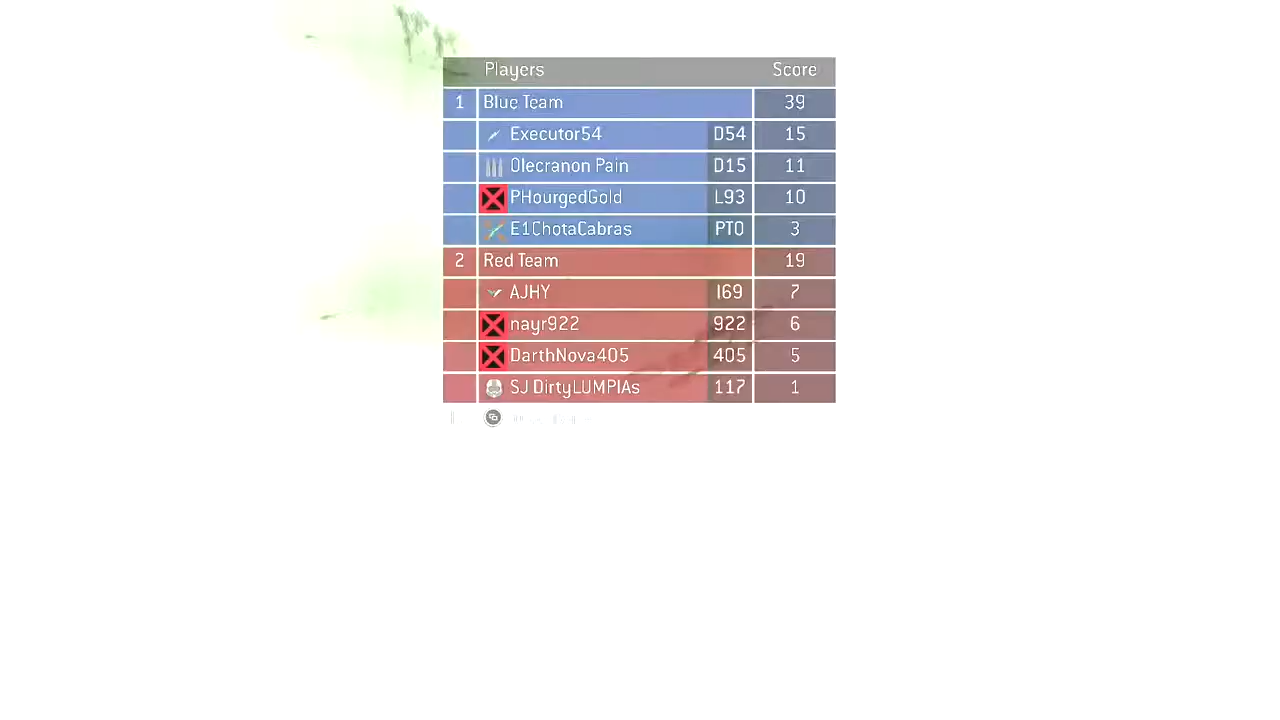 Players Score
1 Blue Team 39
Executor54 D54 15
Olecranon Pain D15 11
PHourgedGold L93 10
E1ChotaCabras PT0 3
2 Red Team 19
AJHY I69 7
nayr922 922 6
DarthNova405 405 5
SJ DirtyLUMPIAs 117 1